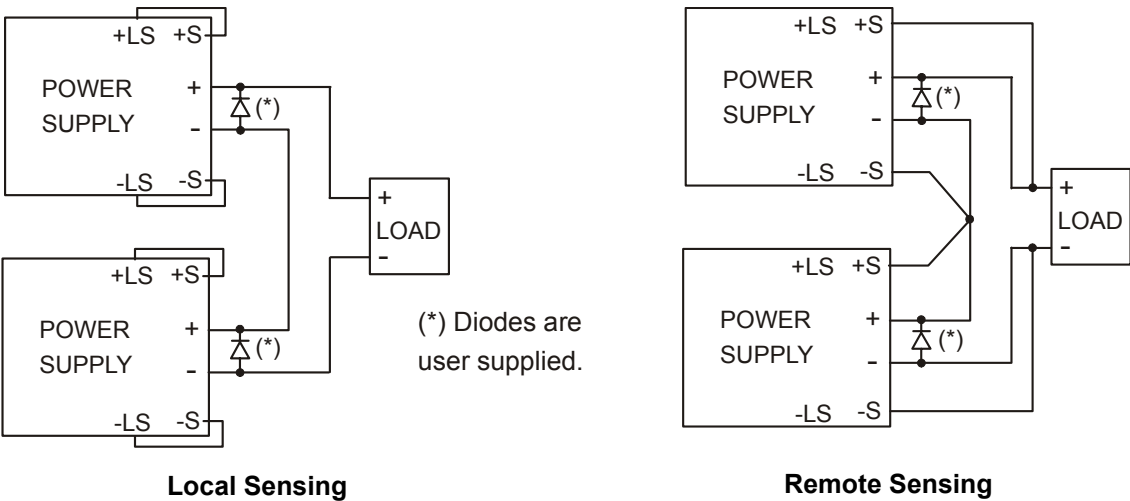 +LS +S
POWER
SUPPLY
+
(*)
-
-LS -S
+LS +S
POWER
SUPPLY
+
(*)
-
-LS -S
+
LOAD
-
(*) Diodes are
user supplied.
Local Sensing
+LS +S
POWER
SUPPLY
+
(*)
-
-LS -S
+LS +S
POWER
SUPPLY
+
(*)
-
-LS -S
+
LOAD
-
Remote Sensing